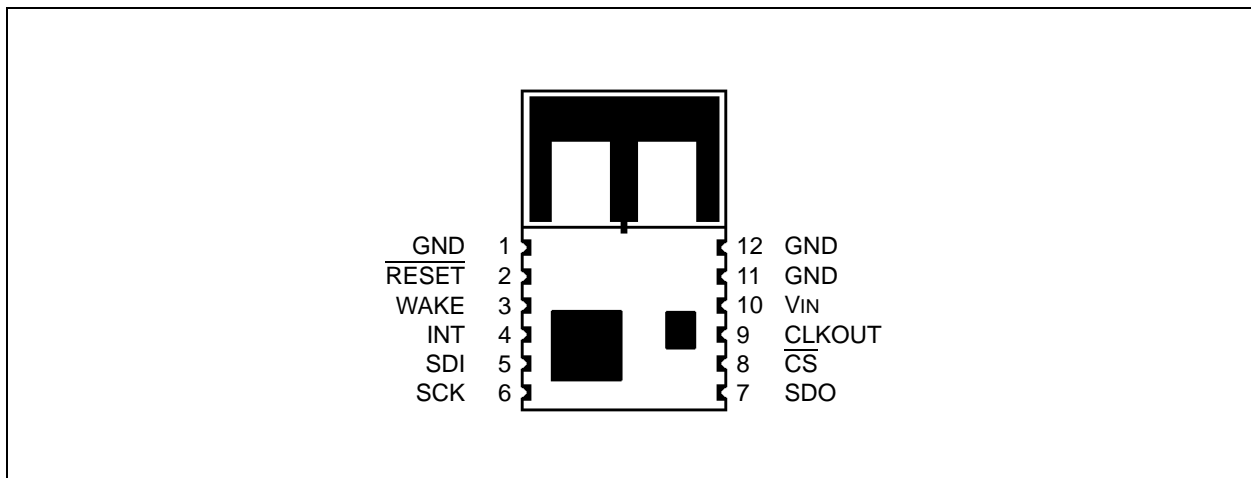 GND 1 12 GND
RESET 2 11 GND
WAKE 3 10 VIN
INT 4 9 CLKOUT
SDI 5 8 CS
SCK 6 7 SDO